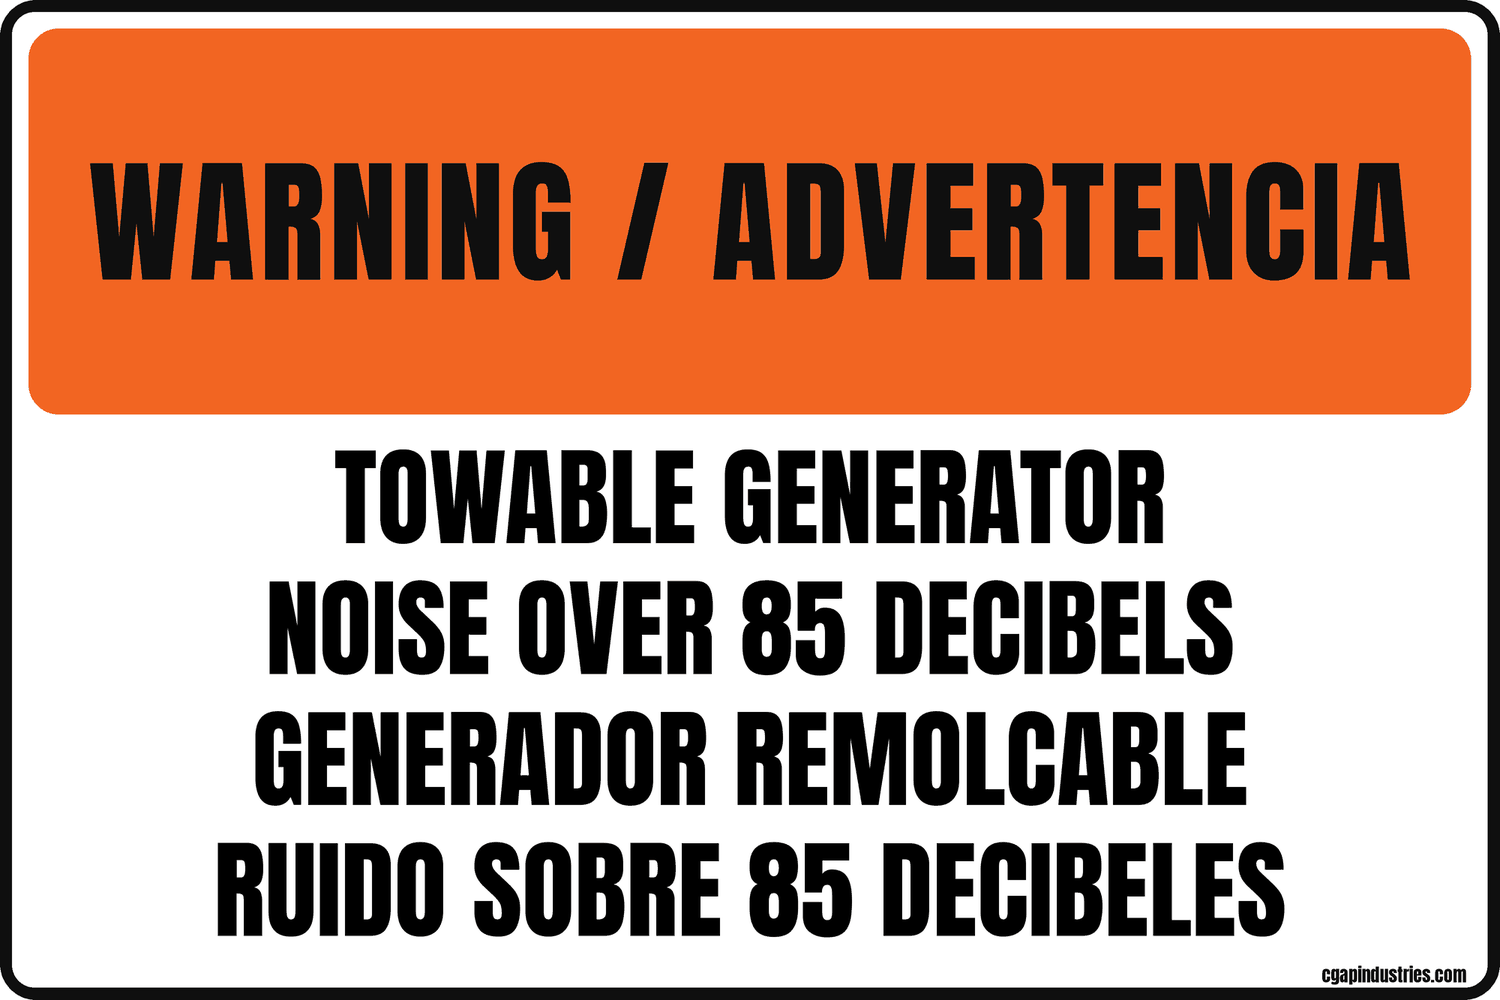 WARNING / ADVERTENCIA
TOWABLE GENERATOR
NOISE OVER 85 DECIBELS
GENERADOR REMOLCABLE
RUIDO SOBRE 85 DECIBELES
cgapindustries.com